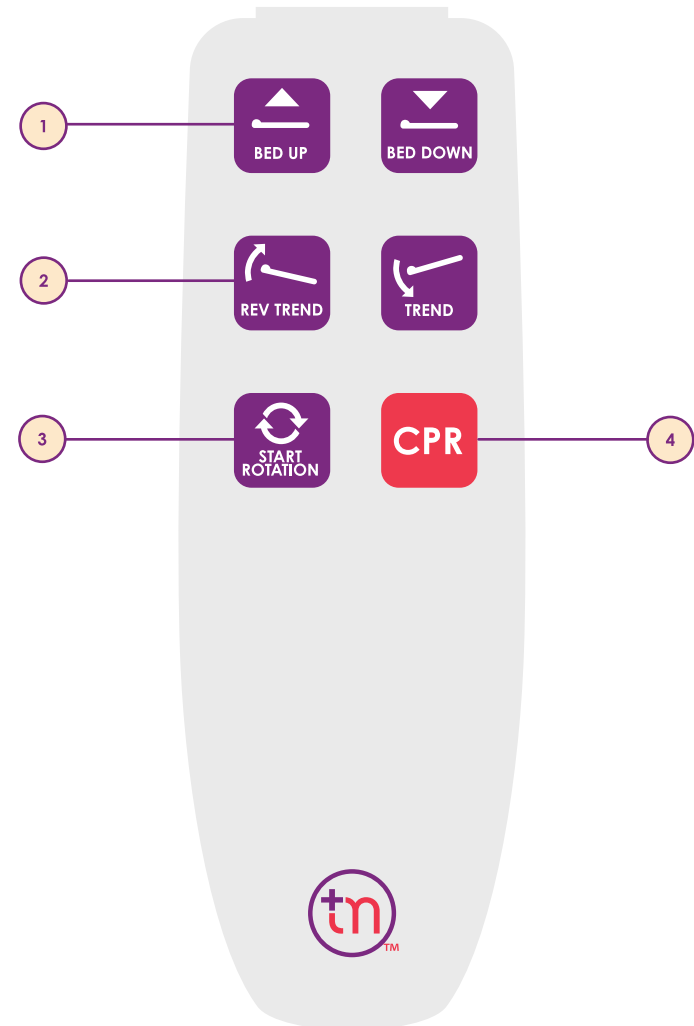 1
BED UP
BED DOWN
2
REV TREND
TREND
3
START
ROTATION
CPR
4
tn
TM